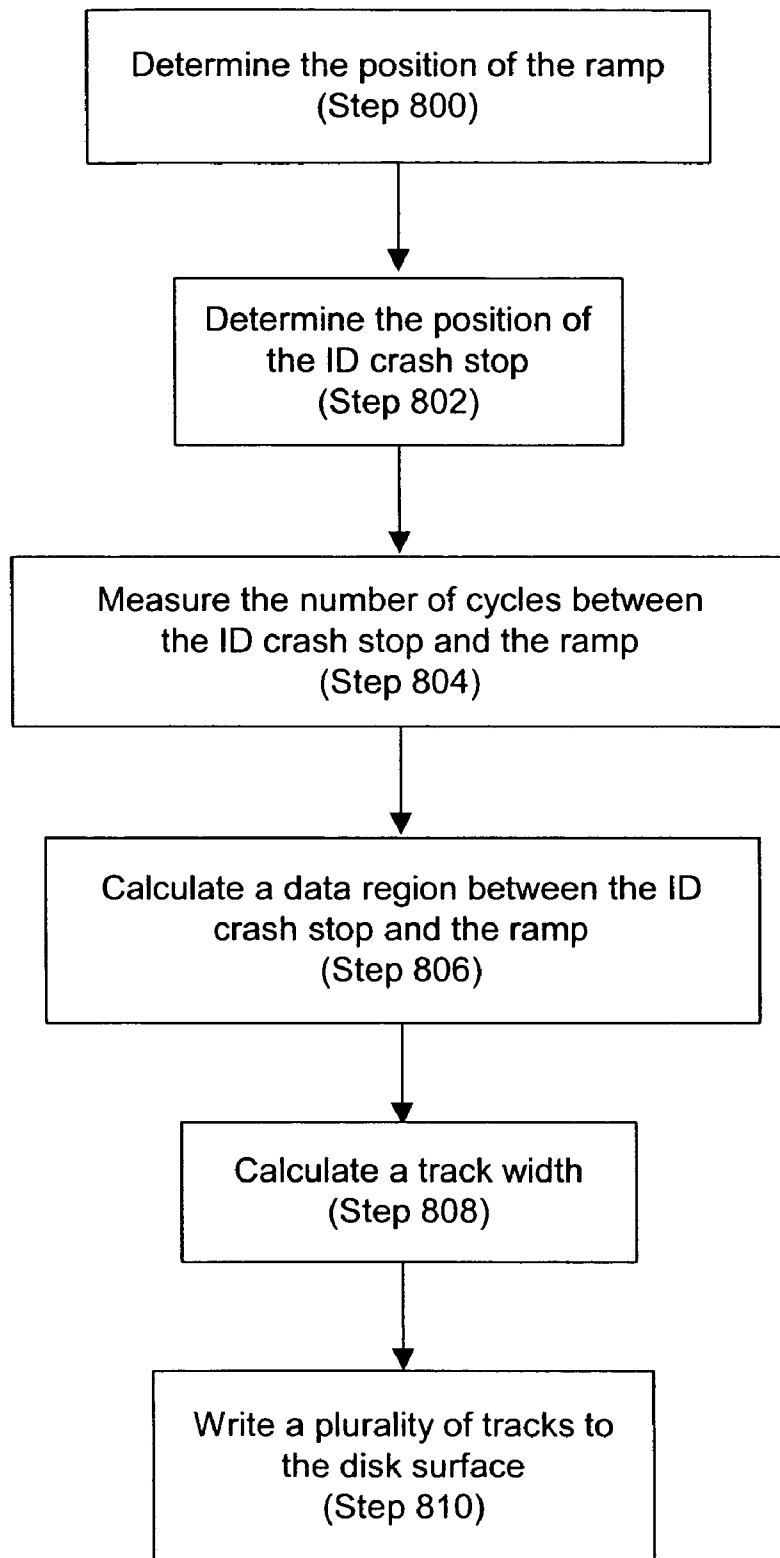 Determine the position of the ramp
(Step 800)
Determine the position of
the ID crash stop
(Step 802)
Measure the number of cycles between
the ID crash stop and the ramp
(Step 804)
Calculate a data region between the ID
crash stop and the ramp
(Step 806)
Calculate a track width
(Step 808)
Write a plurality of tracks to
the disk surface
(Step 810)